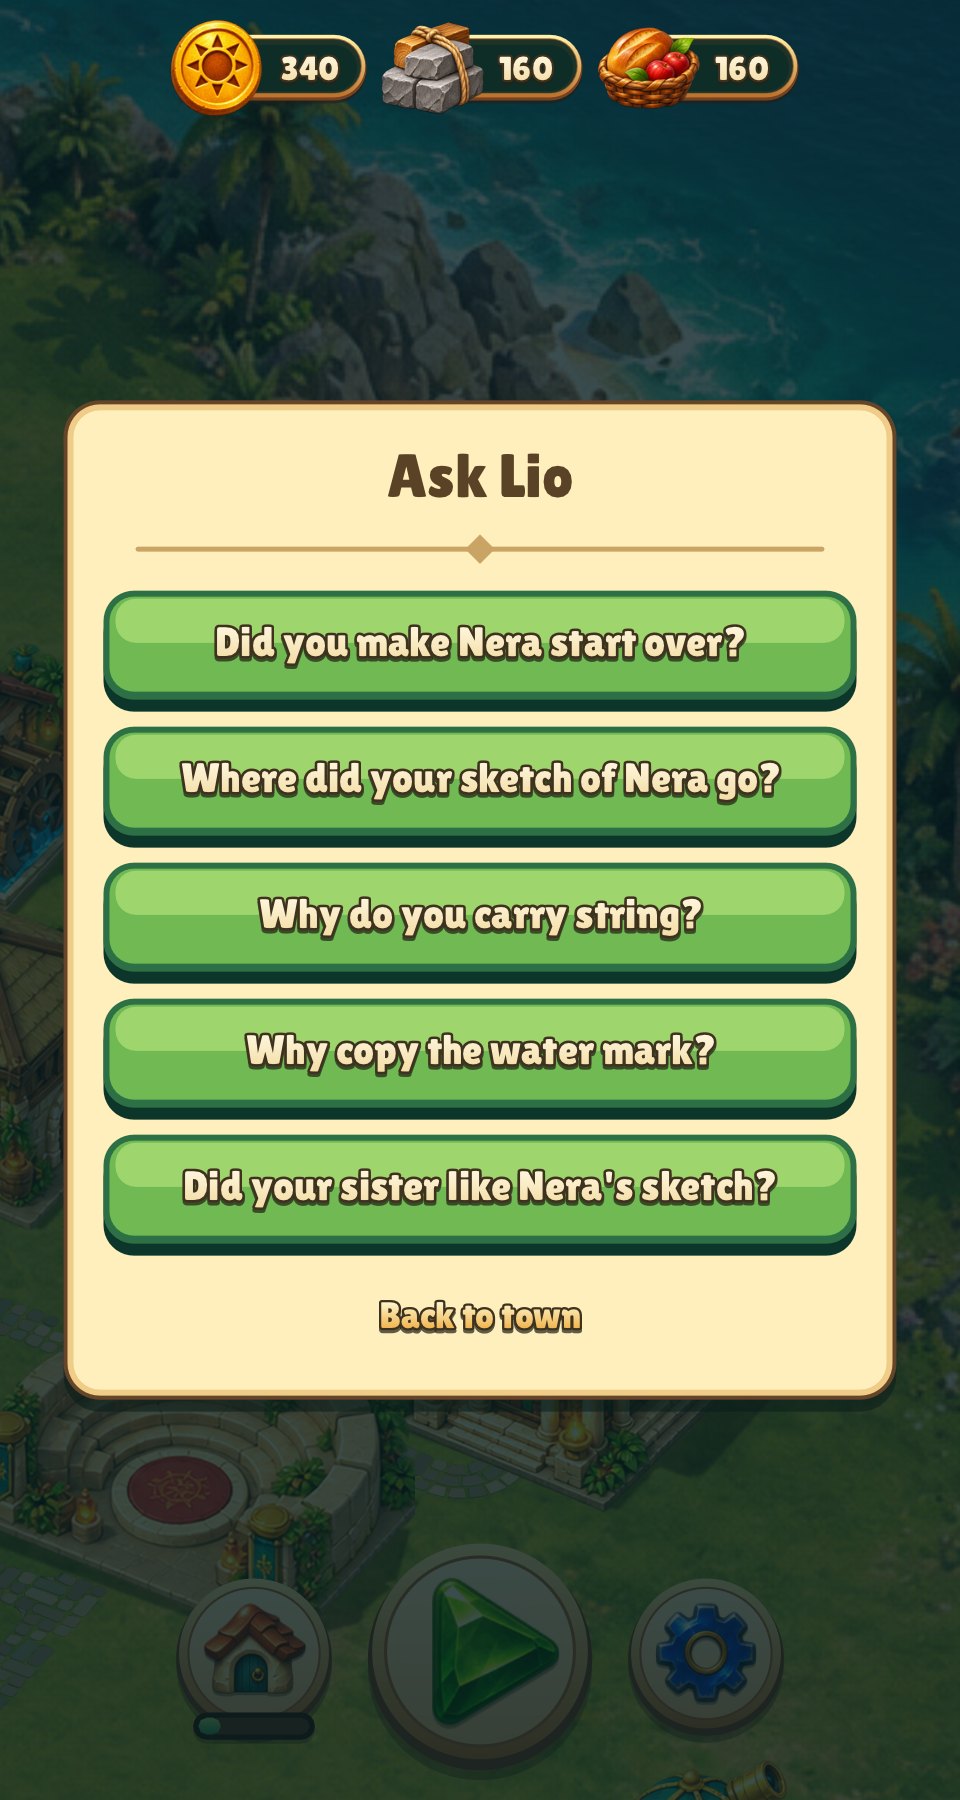 340
160
160
Ask Lio
Did you make Nera start over?
Where did your sketch of Nera go?
Why do you carry string?
Why copy the water mark?
Did your sister like Nera's sketch?
Back to town